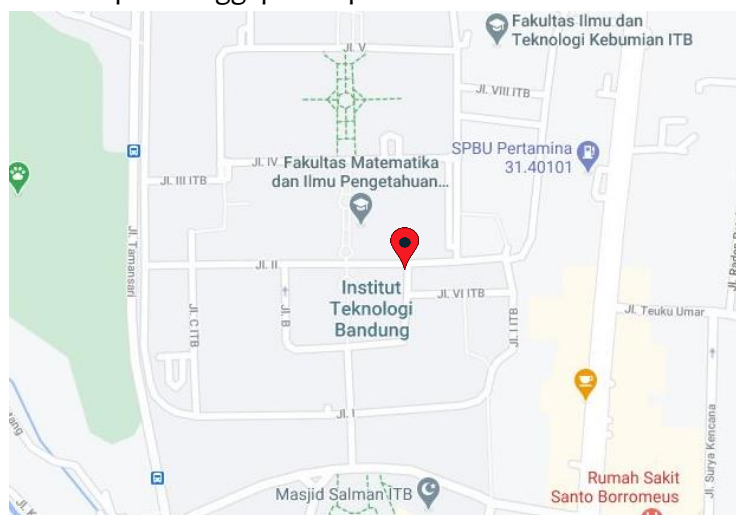 Fakultas Ilmu dan
Teknologi Kebumian ITB
Jl. V
Jl. VIII ITB
SPBU Pertamina
31.40101
Jl. IV
Fakultas Matematika
dan Ilmu Pengetahuan...
Jl. III ITB
Jl. Tamansari
Jl. II
Institut
Teknologi
Bandung
Jl. VI ITB
Jl. C ITB
Jl. B
Jl. I ITB
Jl. Teuku Umar
Jl. I
Jl. Surya Kencana
Masjid Salman ITB
Rumah Sakit
Santo Borromeus